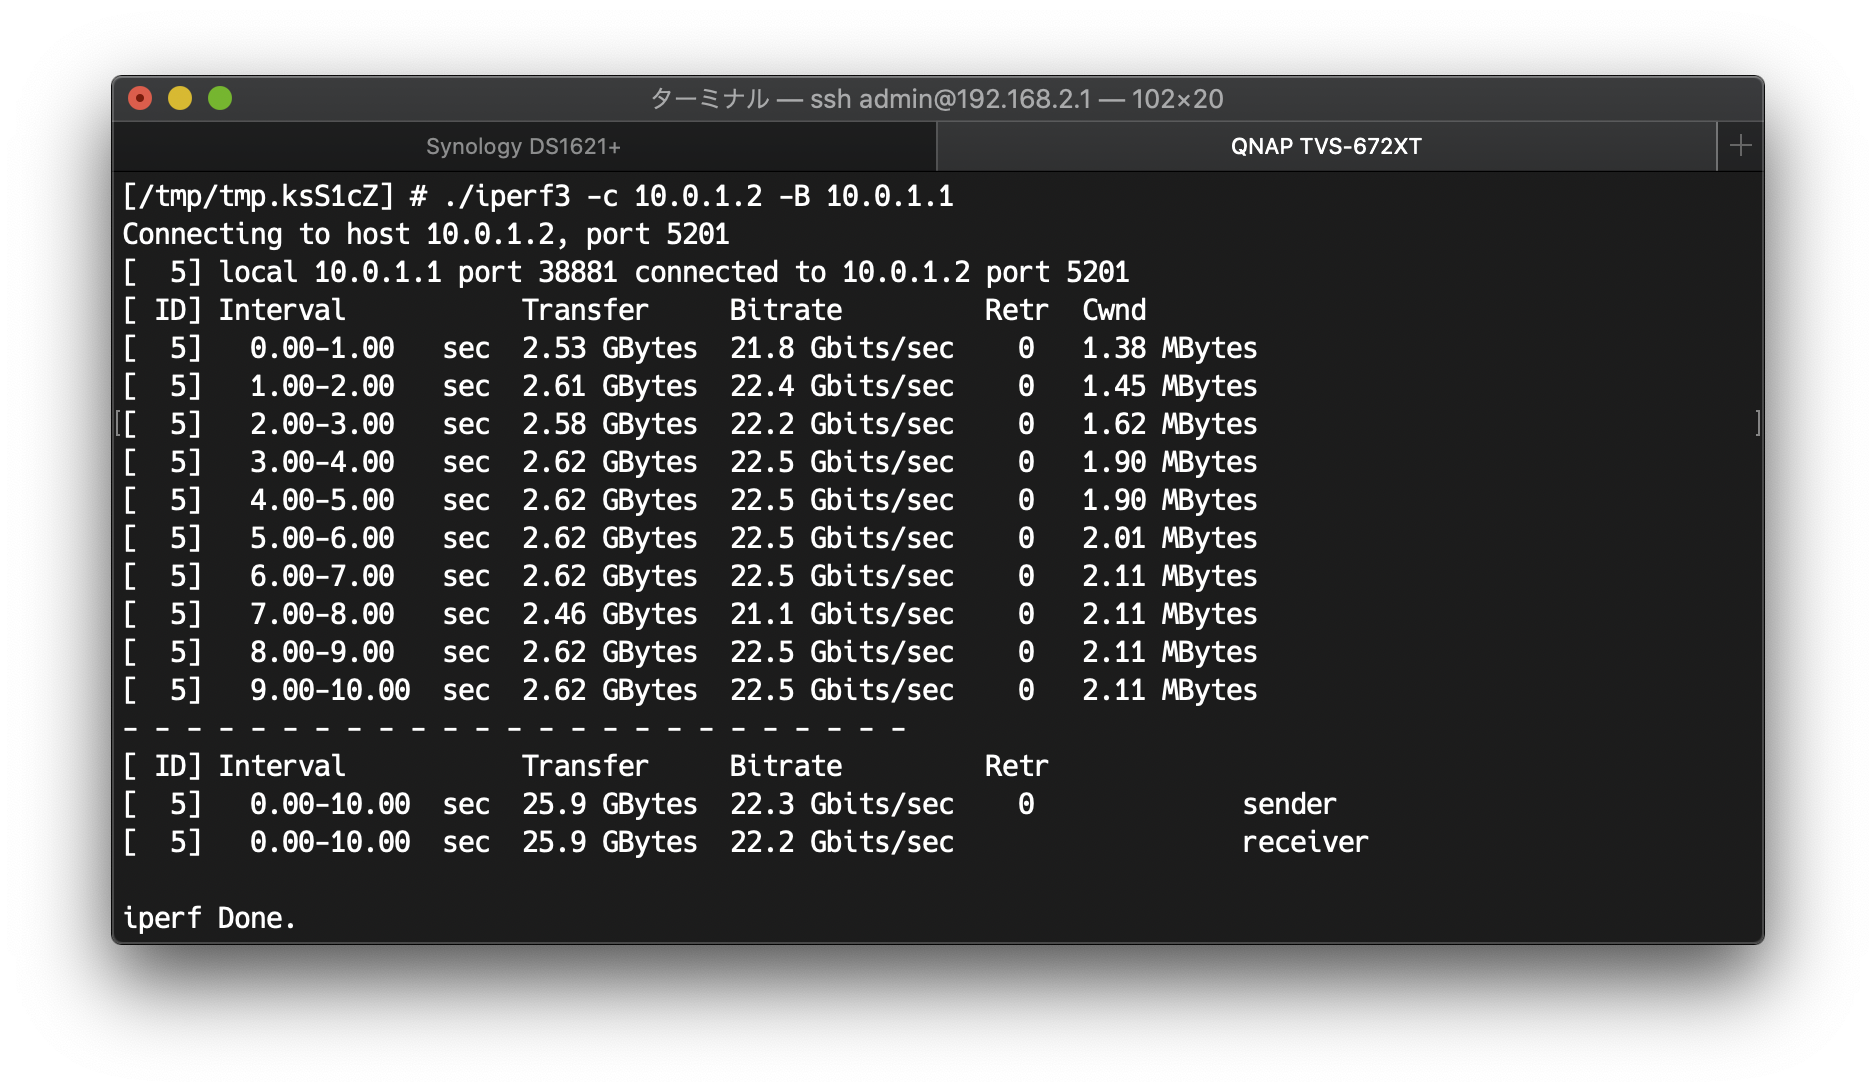 ターミナル — ssh admin@192.168.2.1 — 102×20
Synology DS1621+
QNAP TVS-672XT
[/tmp/tmp.ksS1cZ] # ./iperf3 -c 10.0.1.2 -B 10.0.1.1
Connecting to host 10.0.1.2, port 5201
[  5] local 10.0.1.1 port 38881 connected to 10.0.1.2 port 5201
[ ID] Interval           Transfer     Bitrate         Retr  Cwnd
[  5]   0.00-1.00   sec  2.53 GBytes  21.8 Gbits/sec    0   1.38 MBytes
[  5]   1.00-2.00   sec  2.61 GBytes  22.4 Gbits/sec    0   1.45 MBytes
[  5]   2.00-3.00   sec  2.58 GBytes  22.2 Gbits/sec    0   1.62 MBytes
[  5]   3.00-4.00   sec  2.62 GBytes  22.5 Gbits/sec    0   1.90 MBytes
[  5]   4.00-5.00   sec  2.62 GBytes  22.5 Gbits/sec    0   1.90 MBytes
[  5]   5.00-6.00   sec  2.62 GBytes  22.5 Gbits/sec    0   2.01 MBytes
[  5]   6.00-7.00   sec  2.62 GBytes  22.5 Gbits/sec    0   2.11 MBytes
[  5]   7.00-8.00   sec  2.46 GBytes  21.1 Gbits/sec    0   2.11 MBytes
[  5]   8.00-9.00   sec  2.62 GBytes  22.5 Gbits/sec    0   2.11 MBytes
[  5]   9.00-10.00  sec  2.62 GBytes  22.5 Gbits/sec    0   2.11 MBytes
- - - - - - - - - - - - - - - - - - - - - - - - -
[ ID] Interval           Transfer     Bitrate         Retr
[  5]   0.00-10.00  sec  25.9 GBytes  22.3 Gbits/sec    0             sender
[  5]   0.00-10.00  sec  25.9 GBytes  22.2 Gbits/sec                  receiver
iperf Done.